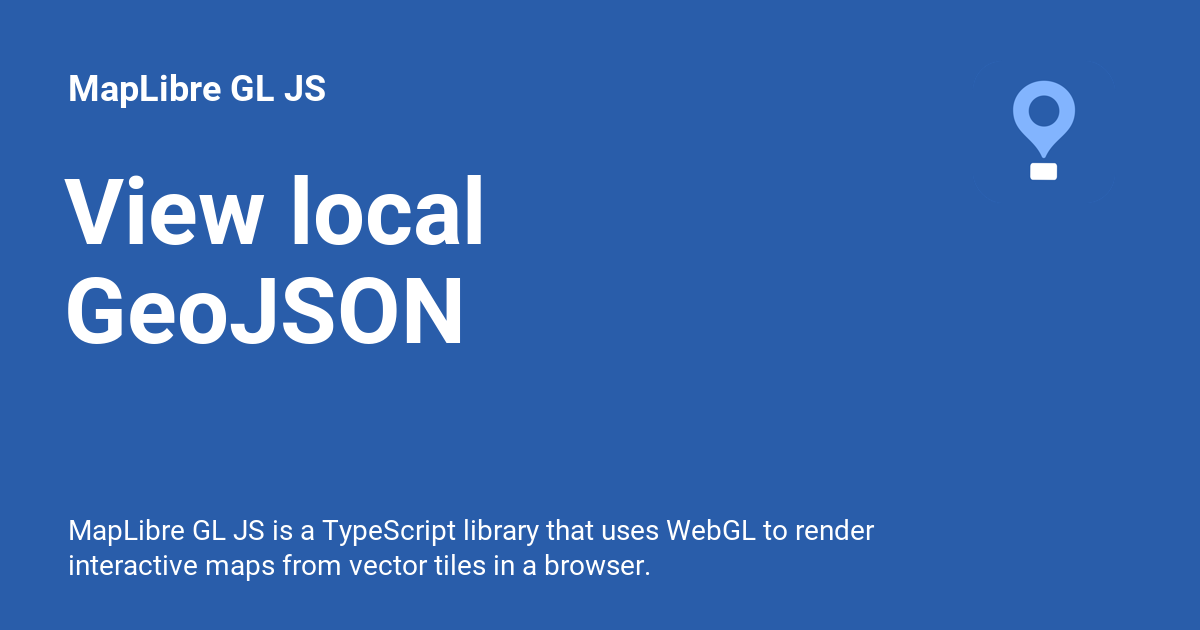 MapLibre GL JS
View local
GeoJSON
MapLibre GL JS is a TypeScript library that uses WebGL to render
interactive maps from vector tiles in a browser.